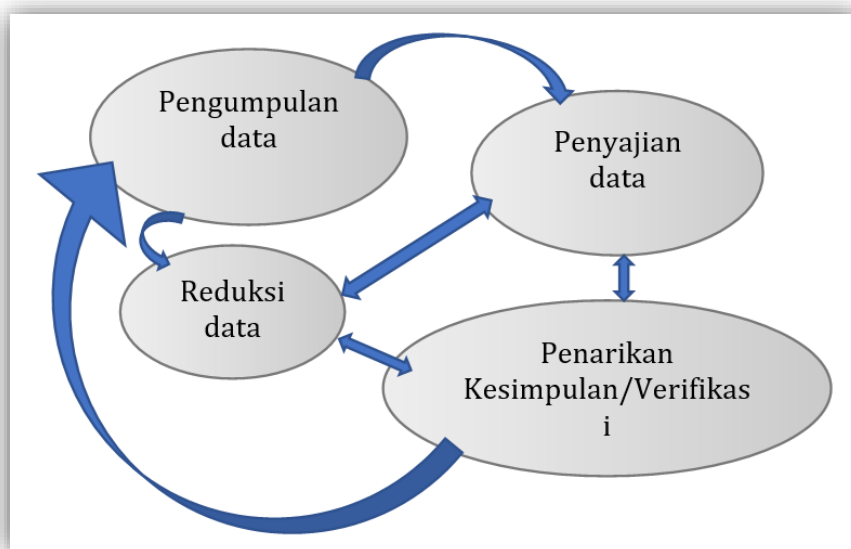 Pengumpulan
data
Penyajian
data
Reduksi
data
Penarikan
Kesimpulan/Verifikas
i